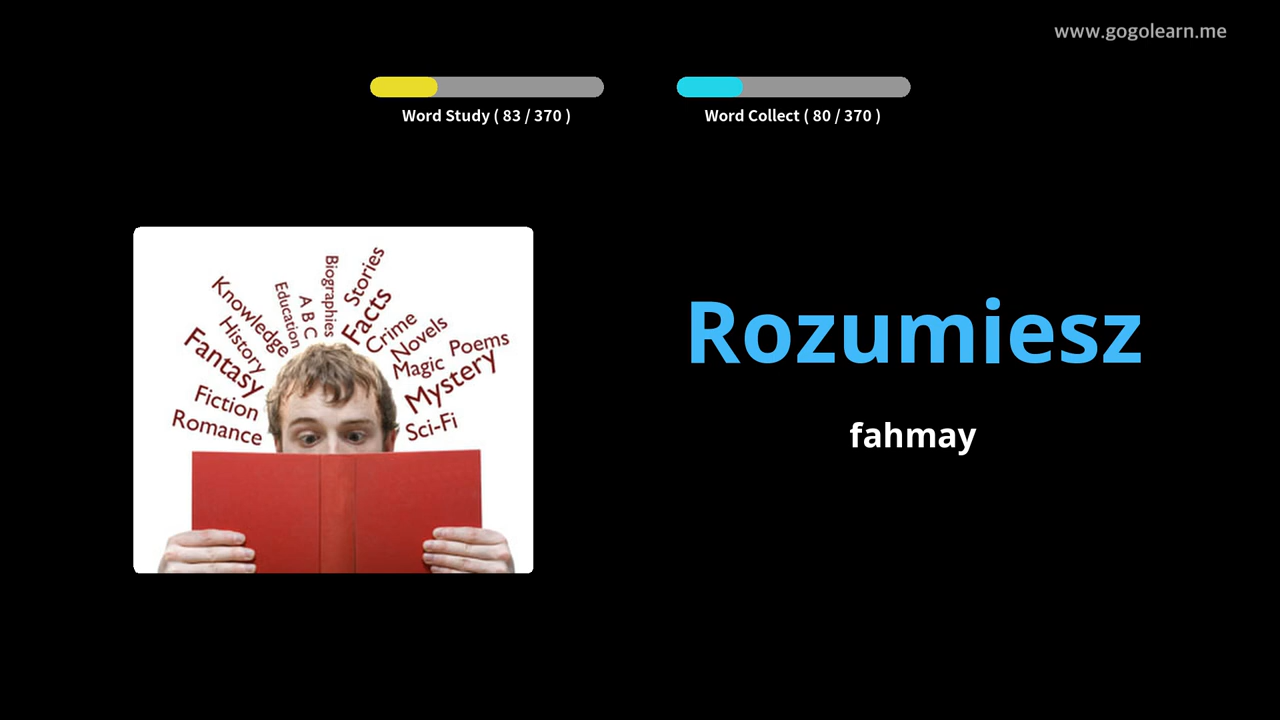 www.gogolearn.me
Word Study ( 83 / 370 )
Word Collect ( 80 / 370 )
Biographies
Stories
Education
A B C
Facts
Knowledge
Crime
History
Novels
Poems
Fantasy
Magic
Mystery
Fiction
Romance
Sci-Fi
Rozumiesz
fahmay